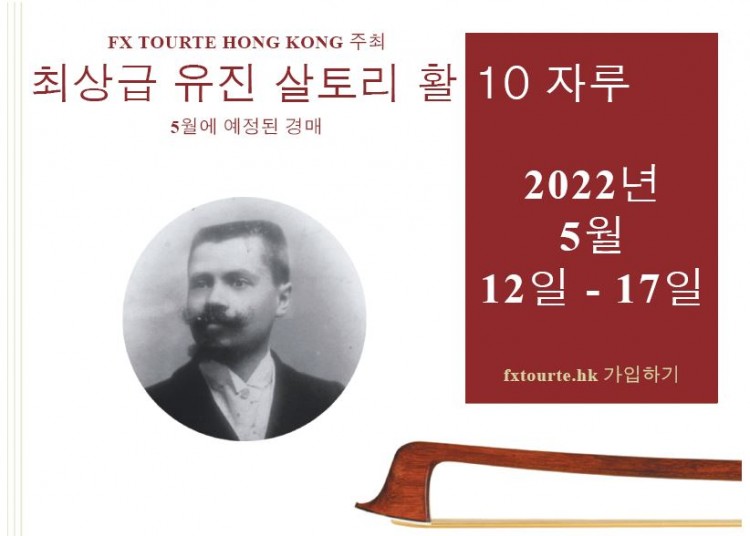 FX TOURTE HONG KONG 주최
최상급 유진 살토리 활 10 자루
5월에 예정된 경매
2022년
5월
12일 - 17일
fxtourte.hk 가입하기